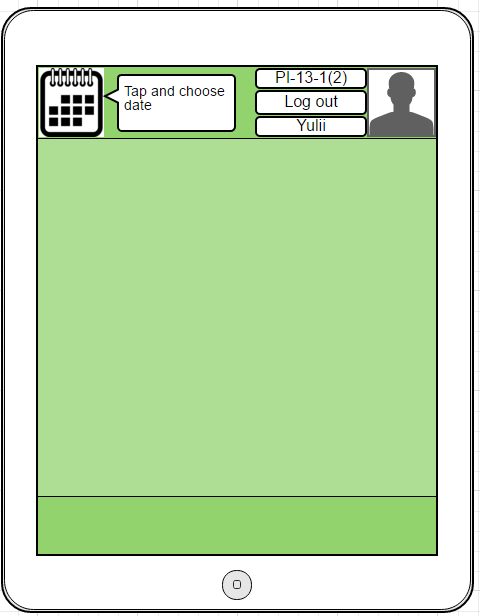 Tap and choose
date
PI-13-1(2)
Log out
Yulii